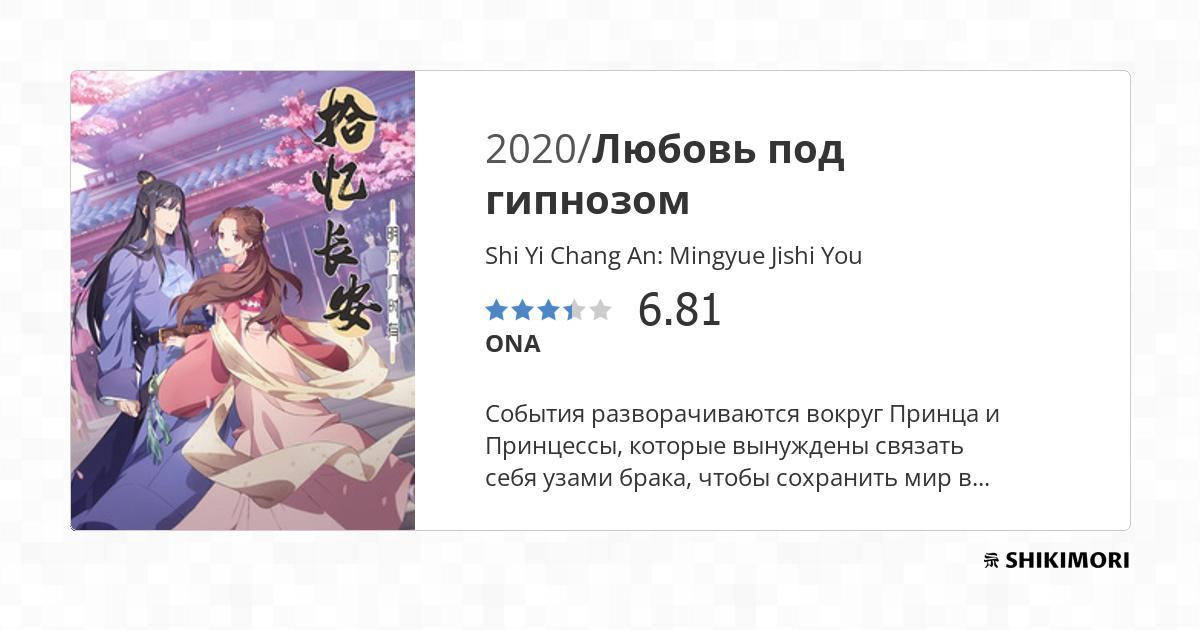 拾忆长安
明月几时有
2020/Любовь под
гипнозом
Shi Yi Chang An: Mingyue Jishi You
6.81
ONA
События разворачиваются вокруг Принца и
Принцессы, которые вынуждены связать
себя узами брака, чтобы сохранить мир в...
SHIKIMORI